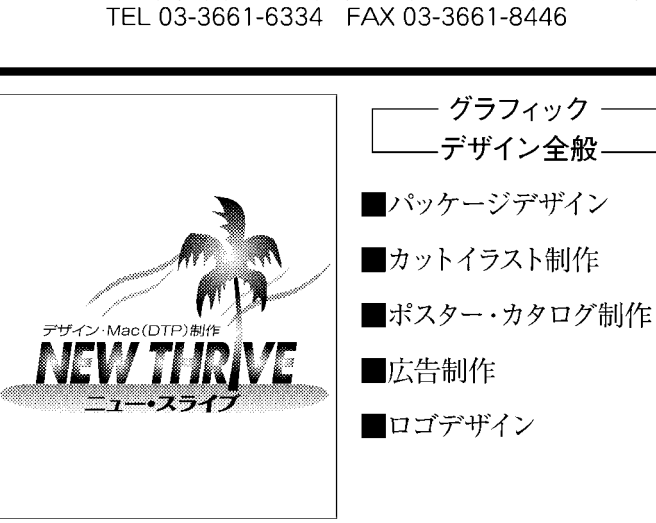 TEL 03-3661-6334 FAX 03-3661-8446
デザイン・Mac(DTP)制作
NEW THRIVE
ニュー・スライブ
グラフィック
デザイン全般
■パッケージデザイン
■カットイラスト制作
■ポスター・カタログ制作
■広告制作
■ロゴデザイン